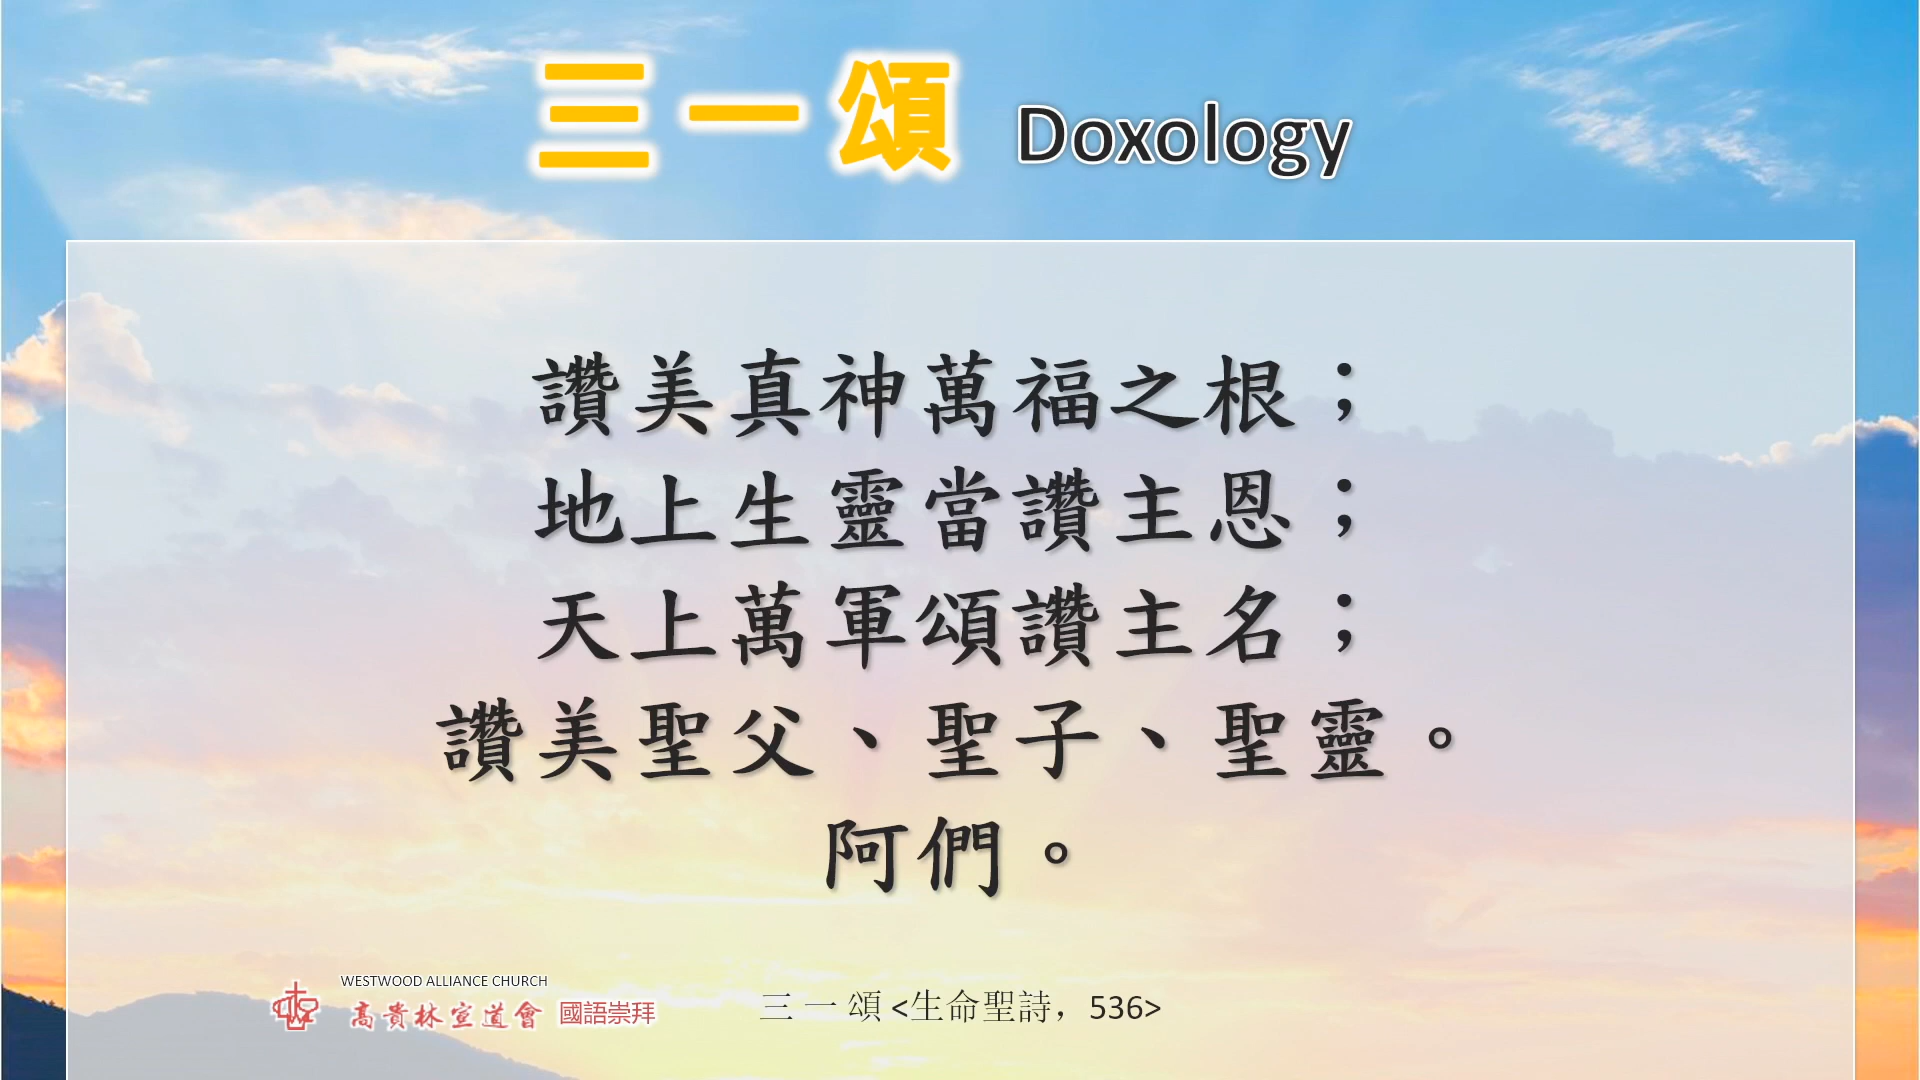 三一頌 Doxology
讚美真神萬福之根；
地上生靈當讚主恩；
天上萬軍頌讚主名；
讚美聖父、聖子、聖靈。
阿們。
WESTWOOD ALLIANCE CHURCH
高貴林宣道會 國語崇拜
三一頌 <生命聖詩，536>